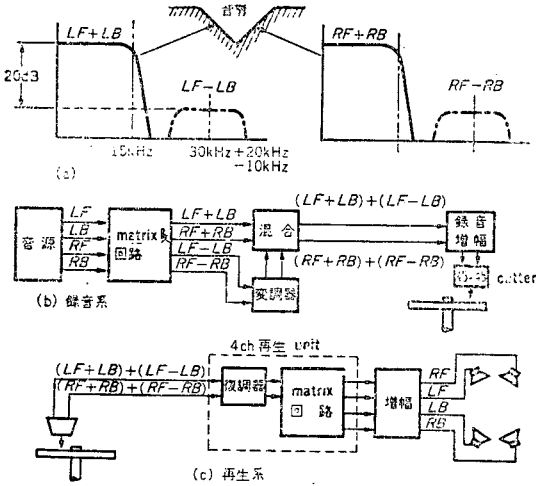 LF+LB
音溝
RF+RB
20dB
LF−LB
RF−RB
15kHz
30kHz+20kHz
−10kHz
(a)
LF
LB
RF
RB
音源
matrix
回路
LF+LB
RF+RB
LF−LB
RF−RB
混合
変調器
(LF+LB)+(LF−LB)
(RF+RB)+(RF−RB)
録音
増幅
45-45
cutter
(b) 録音系
4ch 再生 unit
(LF+LB)+(LF−LB)
(RF+RB)+(RF−RB)
復調器
matrix
回路
増幅
RF
LF
LB
RB
(c) 再生系